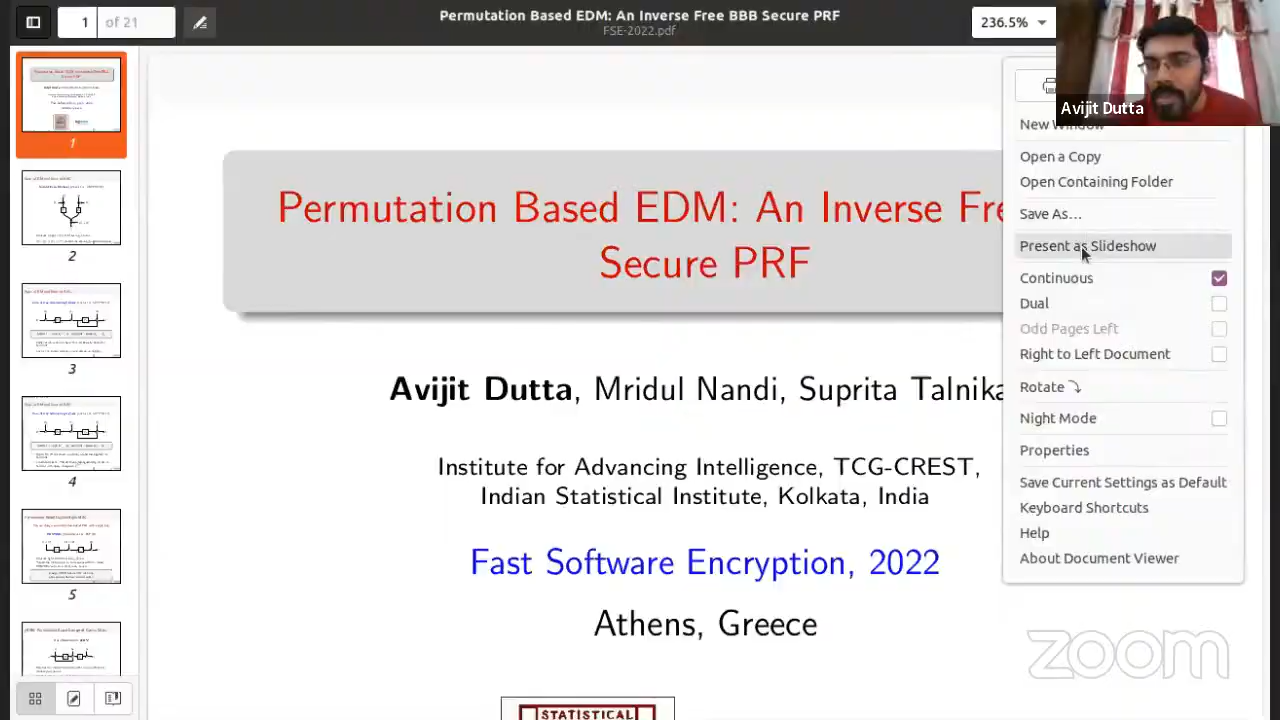 1 of 21
Permutation Based EDM: An Inverse Free BBB Secure PRF
FSE-2022.pdf
236.5%
Avijit Dutta
1
2
3
4
5
Permutation Based EDM: An Inverse Fre
Secure PRF
Avijit Dutta, Mridul Nandi, Suprita Talnika
Institute for Advancing Intelligence, TCG-CREST,
Indian Statistical Institute, Kolkata, India
Fast Software Encryption, 2022
Athens, Greece
STATISTICAL
New Window
Open a Copy
Open Containing Folder
Save As...
Present as Slideshow
Continuous
Dual
Odd Pages Left
Right to Left Document
Rotate
Night Mode
Properties
Save Current Settings as Default
Keyboard Shortcuts
Help
About Document Viewer
zoom